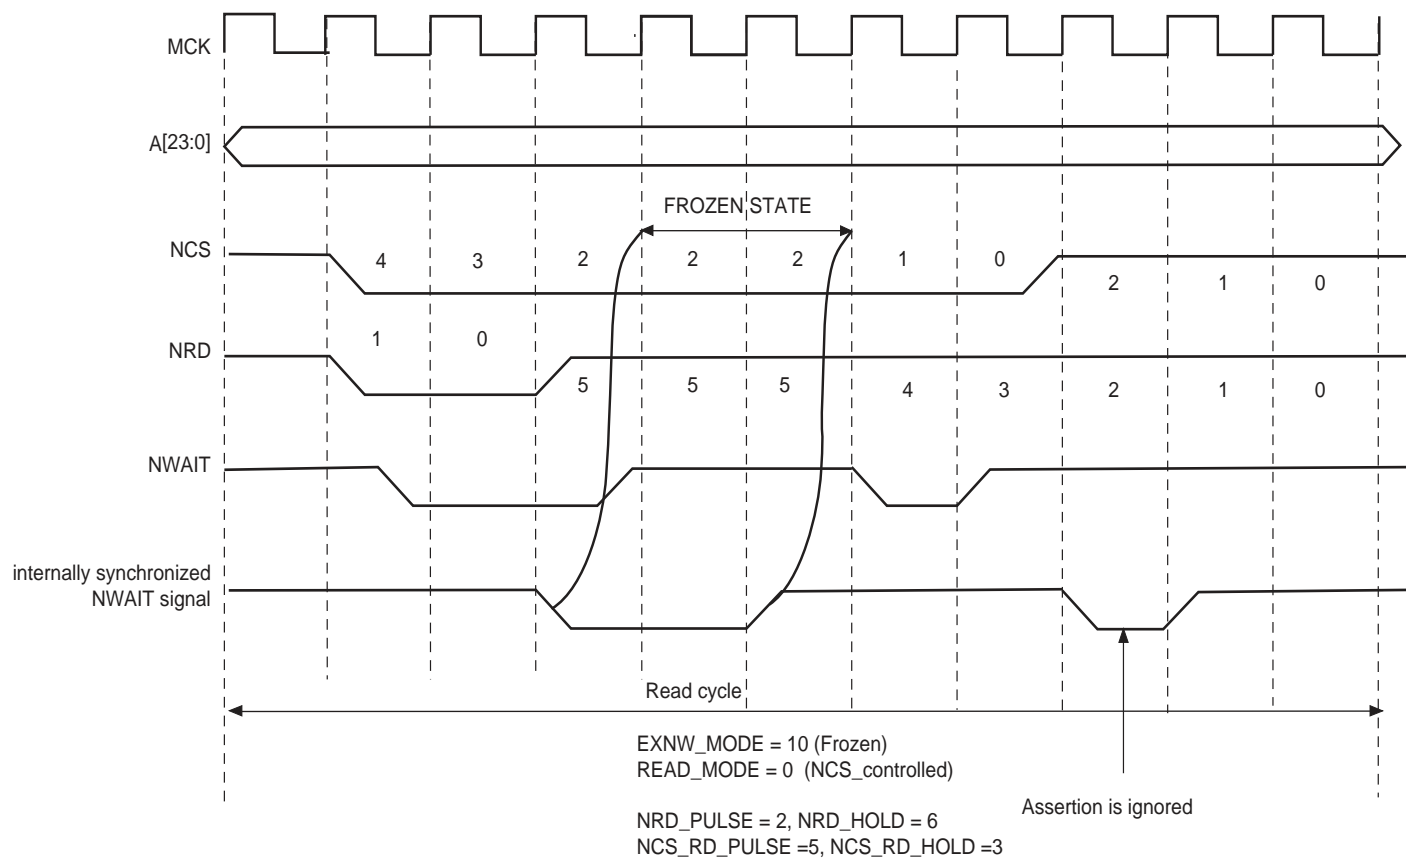 MCK
A[23:0]
FROZEN STATE
NCS
4 3 2 2 2 1 0
2 1 0
1 0
NRD
5 5 5 4 3 2 1 0
NWAIT
internally synchronized
NWAIT signal
Read cycle
EXNW_MODE = 10 (Frozen)
READ_MODE = 0 (NCS_controlled)
Assertion is ignored
NRD_PULSE = 2, NRD_HOLD = 6
NCS_RD_PULSE =5, NCS_RD_HOLD =3